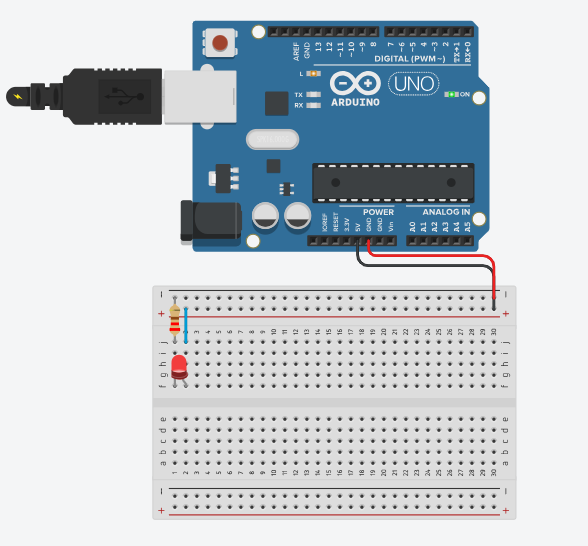 AREF
GND
13
12
~11
~10
~9
8
7
~6
~5
4
~3
2
TX→1
RX←0
DIGITAL (PWM~)
L
TX
RX
ARDUINO
UNO
ON
POWER
ANALOG IN
IOREF
RESET
3.3V
5V
GND
GND
Vin
A0
A1
A2
A3
A4
A5
− −
+ +
1 2 3 4 5 6 7 8 9 10 11 12 13 14 15 16 17 18 19 20 21 22 23 24 25 26 27 28 29 30
j j
i i
h h
g g
f f
e e
d d
c c
b b
a a
1 2 3 4 5 6 7 8 9 10 11 12 13 14 15 16 17 18 19 20 21 22 23 24 25 26 27 28 29 30
− −
+ +